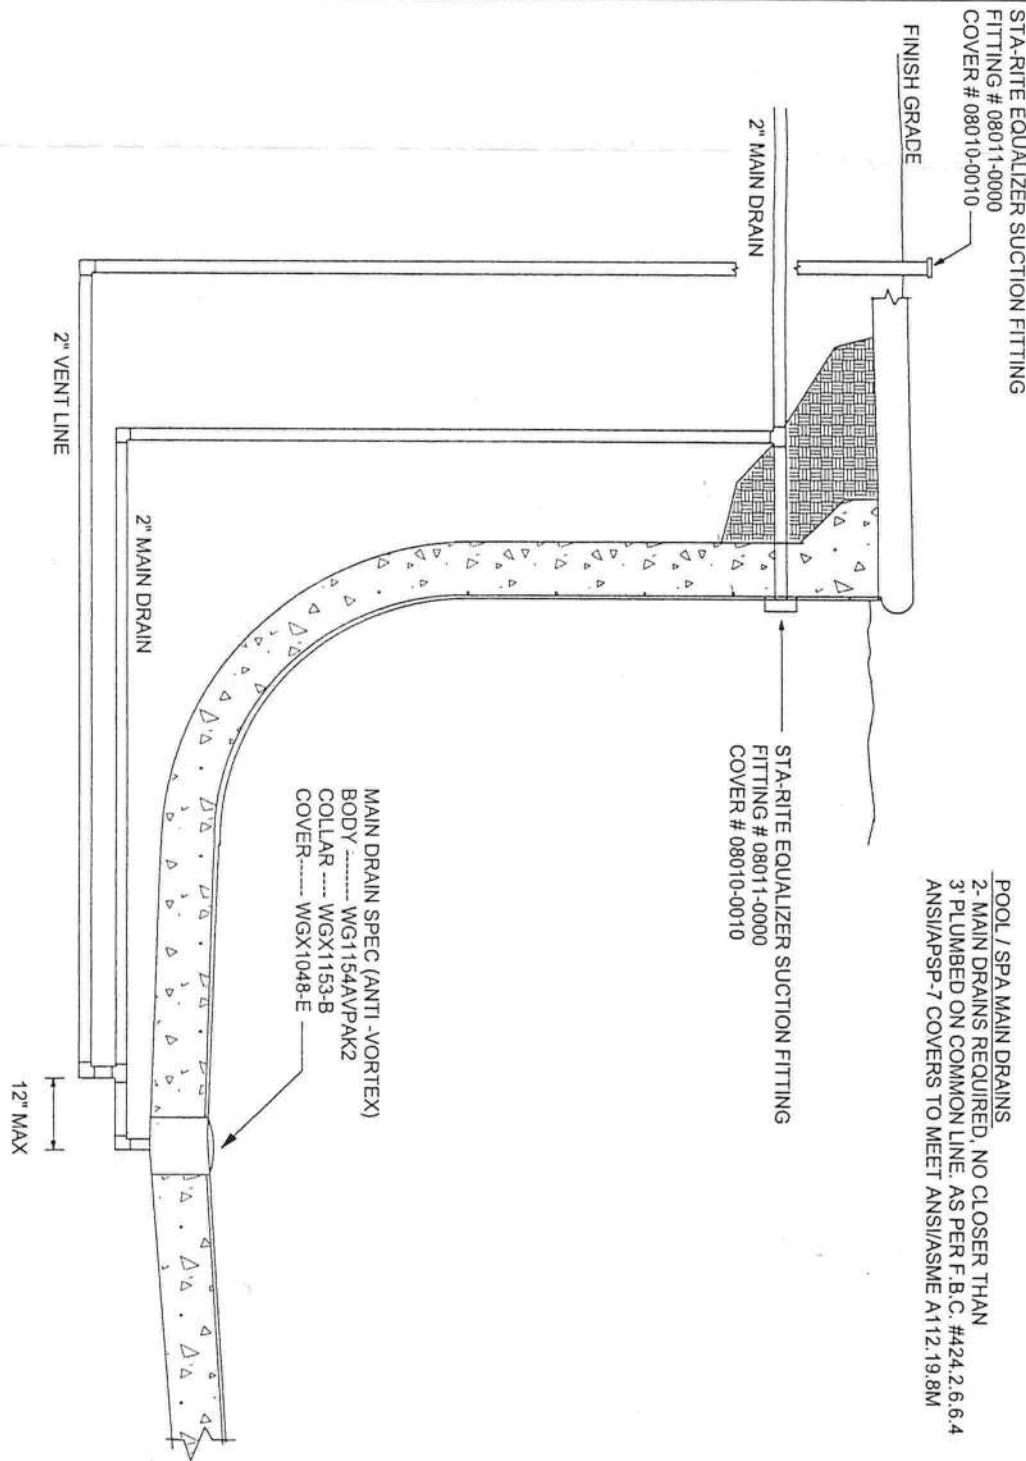 STA-RITE EQUALIZER SUCTION FITTING
FITTING # 08011-0000
COVER # 08010-0010
FINISH GRADE
POOL / SPA MAIN DRAINS
2- MAIN DRAINS REQUIRED, NO CLOSER THAN
3' PLUMBED ON COMMON LINE. AS PER F.B.C. #424.2.6.6.4
ANSI/APSP-7 COVERS TO MEET ANSI/ASME A112.19.8M
2" MAIN DRAIN
STA-RITE EQUALIZER SUCTION FITTING
FITTING # 08011-0000
COVER # 08010-0010
MAIN DRAIN SPEC (ANTI -VORTEX)
BODY -------- WG1154AVPAK2
COLLAR ---- WGX1153-B
COVER------- WGX1048-E
2" MAIN DRAIN
2" VENT LINE
12" MAX